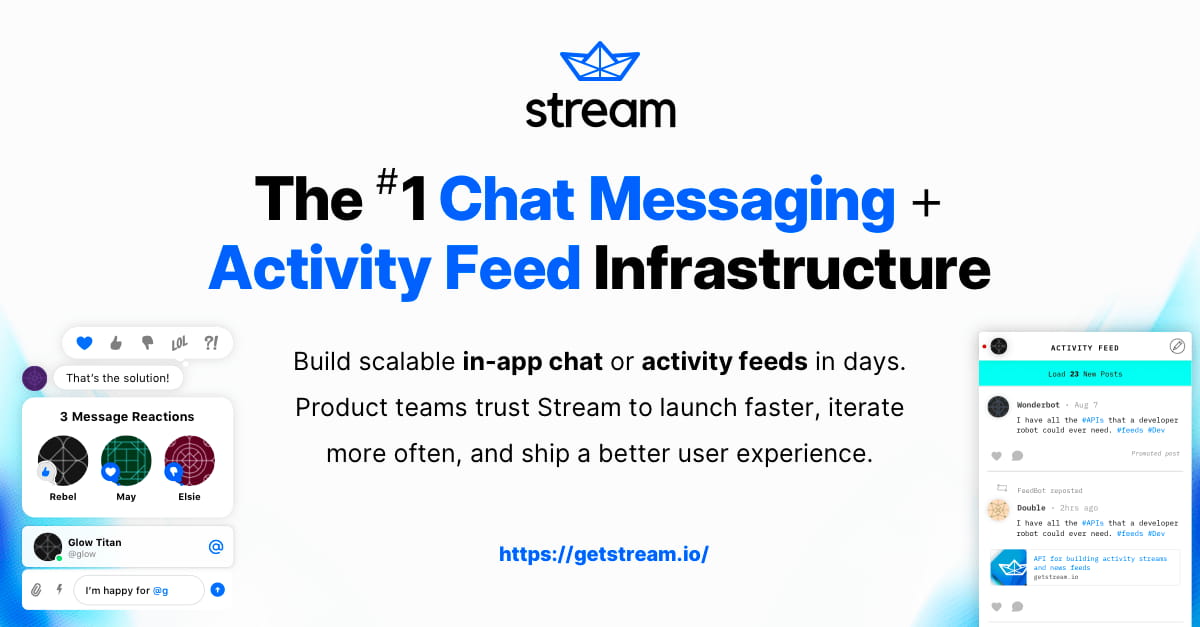 stream
The #1 Chat Messaging +
Activity Feed Infrastructure
Build scalable in-app chat or activity feeds in days.
Product teams trust Stream to launch faster, iterate
more often, and ship a better user experience.
https://getstream.io/
LOL ?!
That's the solution!
3 Message Reactions
Rebel May Elsie
Glow Titan
@glow
@
I'm happy for @g
ACTIVITY FEED
Load 23 New Posts
Wonderbot · Aug 7
I have all the #APIs that a developer
robot could ever need. #feeds #Dev
Promoted post
FeedBot reposted
Double · 2hrs ago
I have all the #APIs that a developer
robot could ever need. #feeds #Dev
API for building activity streams
and news feeds
getstream.io